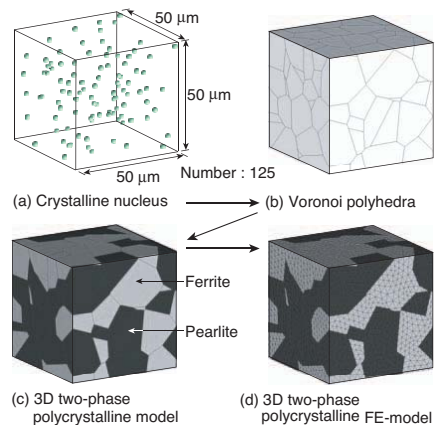 50 μm
50 μm
50 μm
Number : 125
(a) Crystalline nucleus
(b) Voronoi polyhedra
Ferrite
Pearlite
(c) 3D two-phase
polycrystalline model
(d) 3D two-phase
polycrystalline FE-model